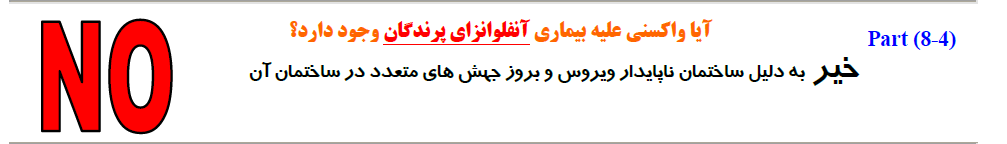 Part (8-4)
آیا واکسنی علیه بیماری آنفلوانزای پرندگان وجود دارد؟
خیر به دلیل ساختمان ناپایدار ویروس و بروز جهش های متعدد در ساختمان آن
NO